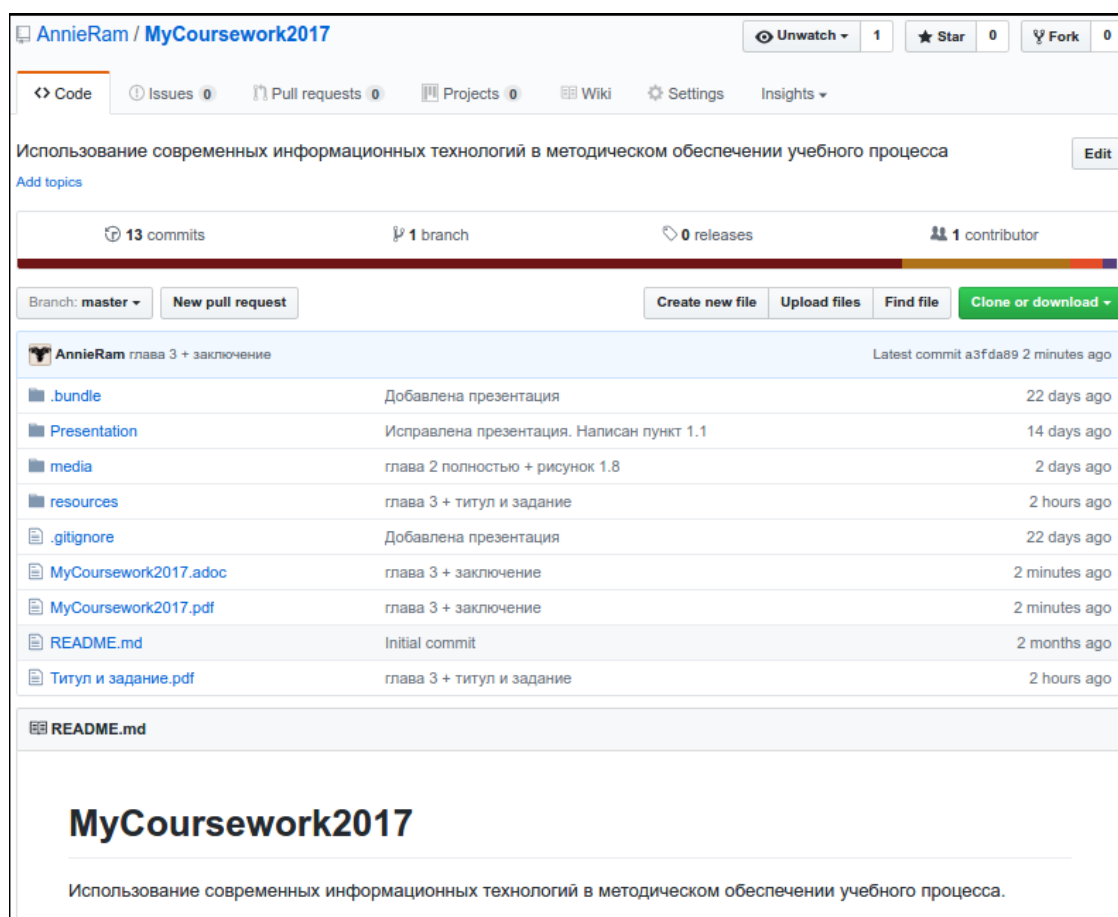 AnnieRam / MyCoursework2017 Unwatch 1 Star 0 Fork 0
Code Issues 0 Pull requests 0 Projects 0 Wiki Settings Insights
Использование современных информационных технологий в методическом обеспечении учебного процесса Edit
Add topics
13 commits 1 branch 0 releases 1 contributor
Branch: master New pull request Create new file Upload files Find file Clone or download
AnnieRam глава 3 + заключение Latest commit a3fda89 2 minutes ago
.bundle Добавлена презентация 22 days ago
Presentation Исправлена презентация. Написан пункт 1.1 14 days ago
media глава 2 полностью + рисунок 1.8 2 days ago
resources глава 3 + титул и задание 2 hours ago
.gitignore Добавлена презентация 22 days ago
MyCoursework2017.adoc глава 3 + заключение 2 minutes ago
MyCoursework2017.pdf глава 3 + заключение 2 minutes ago
README.md Initial commit 2 months ago
Титул и задание.pdf глава 3 + титул и задание 2 hours ago
README.md
MyCoursework2017
Использование современных информационных технологий в методическом обеспечении учебного процесса.